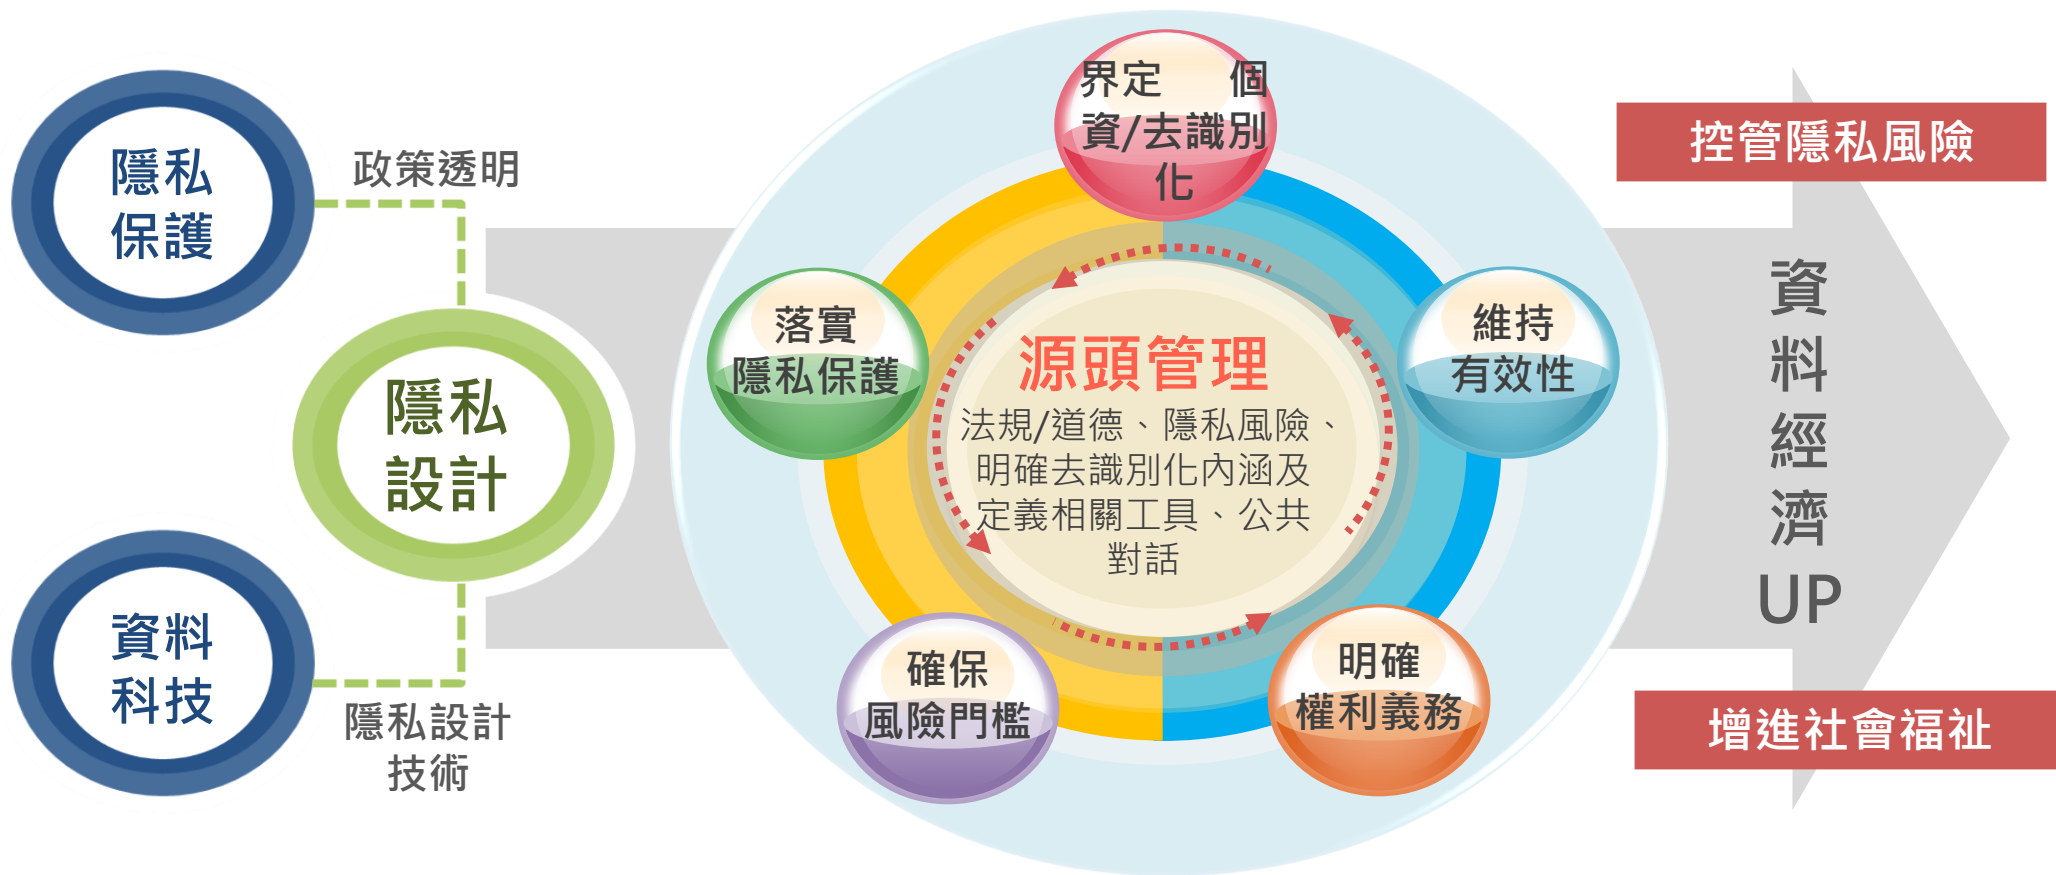 隱私
保護
政策透明
隱私
設計
資料
科技
隱私設計
技術
界定 個
資/去識別
化
落實
隱私保護
維持
有效性
源頭管理
法規/道德、隱私風險、
明確去識別化內涵及
定義相關工具、公共
對話
確保
風險門檻
明確
權利義務
控管隱私風險
資
料
經
濟
UP
增進社會福祉